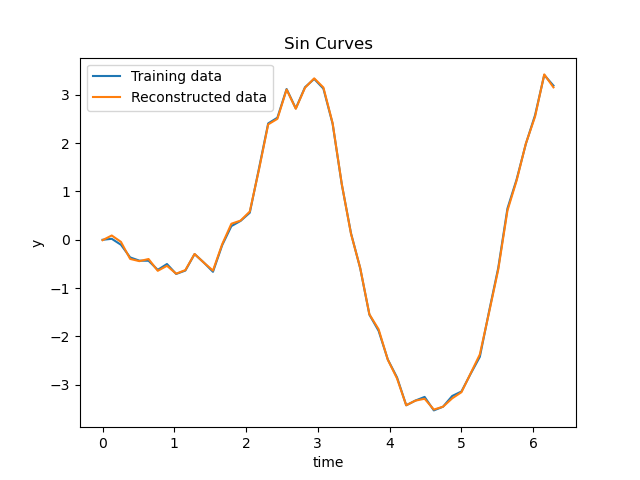 Sin Curves
Training data
Reconstructed data
y
3
2
1
0
−1
−2
−3
0 1 2 3 4 5 6
time